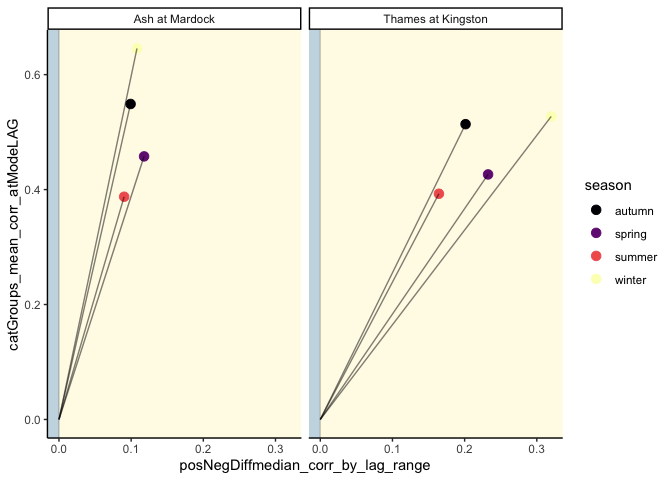 Ash at Mardock
Thames at Kingston
catGroups_mean_corr_atModeLAG
0.6
0.4
0.2
0.0
0.0
0.1
0.2
0.3
0.0
0.1
0.2
0.3
posNegDiffmedian_corr_by_lag_range
season
autumn
spring
summer
winter